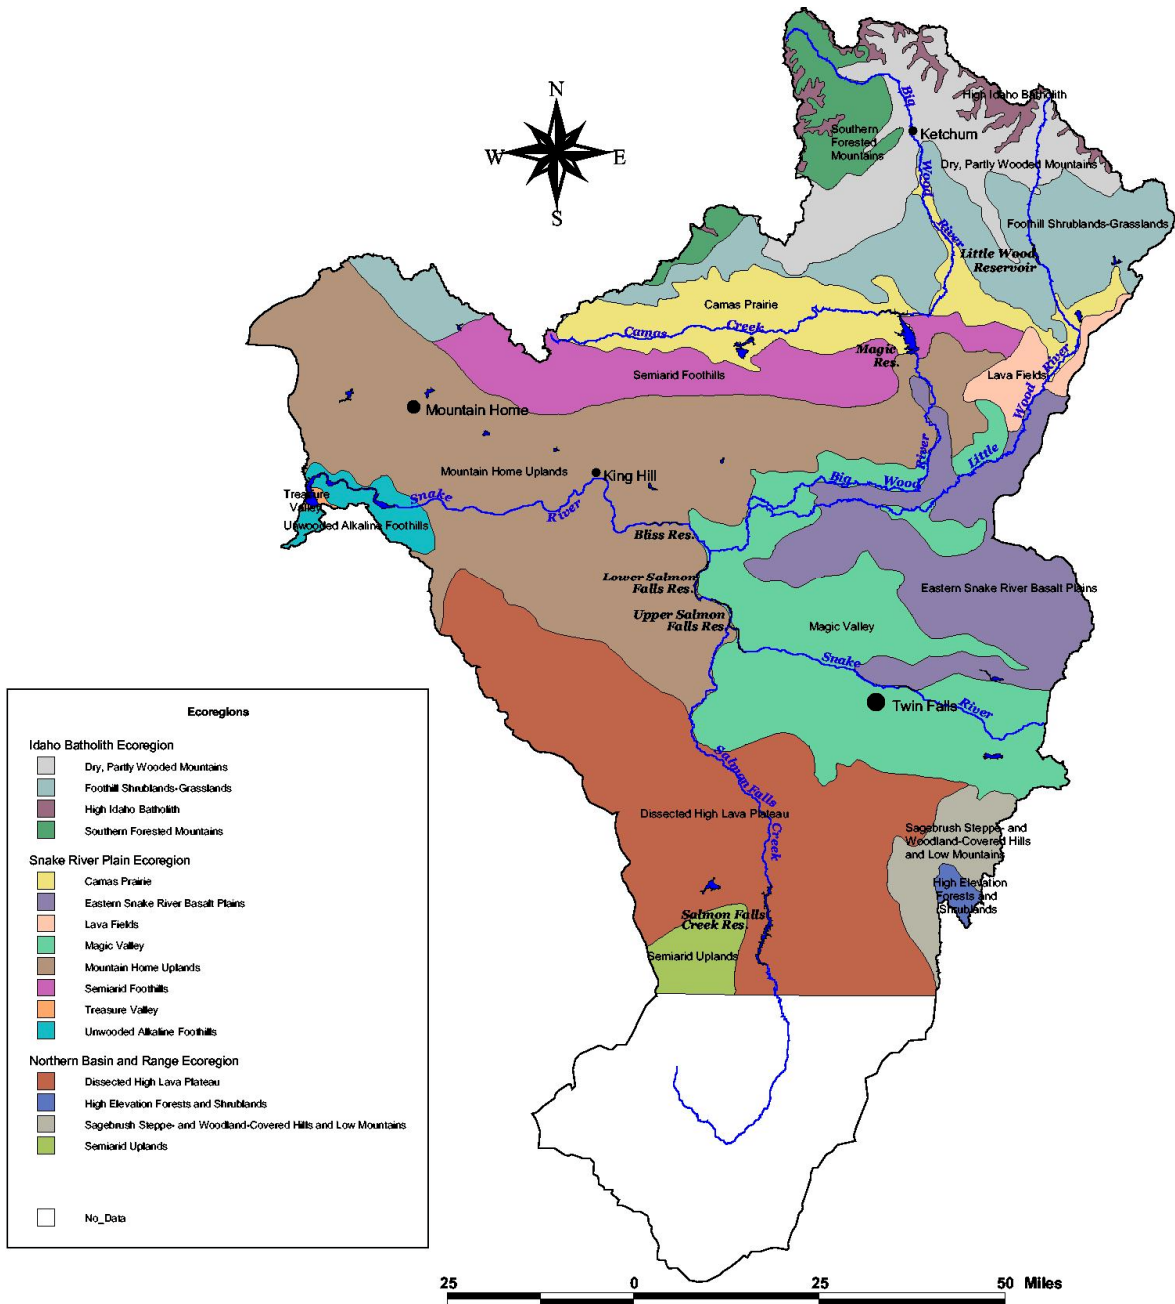 N
W
E
S
Big
High Idaho Batholith
Southern
Forested
Mountains
Ketchum
Dry, Partly Wooded Mountains
Wood
River
Foothill Shrublands-Grasslands
Little Wood
Reservoir
Camas Prairie
Camas
Creek
Magic
Res.
Semiarid Foothills
Lava Fields
Wood
River
Mountain Home
Little
Mountain Home Uplands
King Hill
Big
Wood
River
Treasure
Valley
Snake
River
Unwooded Alkaline Foothills
Bliss Res.
Lower Salmon
Falls Res.
Eastern Snake River Basalt Plains
Upper Salmon
Falls Res.
Magic Valley
Snake
River
Twin Falls
Salmon Falls
Creek
Dissected High Lava Plateau
Sagebrush Steppe- and
Woodland-Covered Hills
and Low Mountains
High Elevation
Forests and
Shrublands
Salmon Falls
Creek Res.
Semiarid Uplands
Ecoregions
Idaho Batholith Ecoregion
Dry, Partly Wooded Mountains
Foothill Shrublands-Grasslands
High Idaho Batholith
Southern Forested Mountains
Snake River Plain Ecoregion
Camas Prairie
Eastern Snake River Basalt Plains
Lava Fields
Magic Valley
Mountain Home Uplands
Semiarid Foothills
Treasure Valley
Unwooded Alkaline Foothills
Northern Basin and Range Ecoregion
Dissected High Lava Plateau
High Elevation Forests and Shrublands
Sagebrush Steppe- and Woodland-Covered Hills and Low Mountains
Semiarid Uplands
No_Data
25 0 25 50 Miles